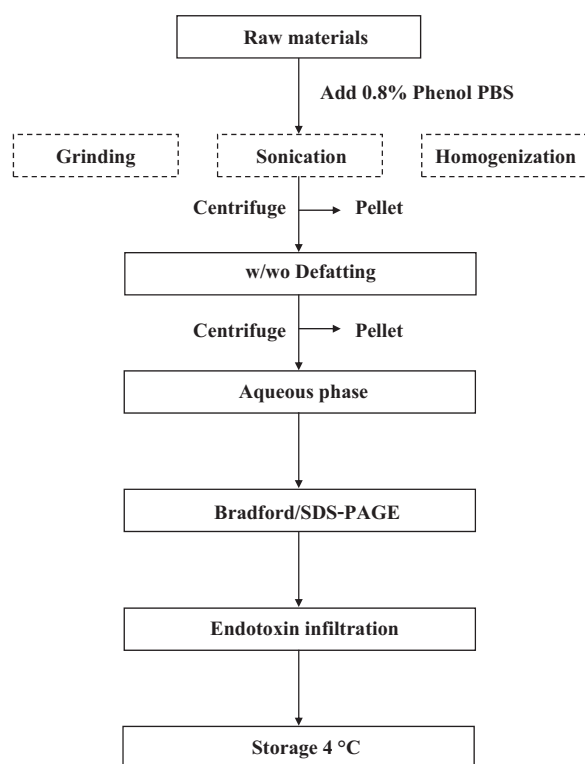 Raw materials
Add 0.8% Phenol PBS
Grinding
Sonication
Homogenization
Centrifuge
Pellet
w/wo Defatting
Centrifuge
Pellet
Aqueous phase
Bradford/SDS-PAGE
Endotoxin infiltration
Storage 4 °C